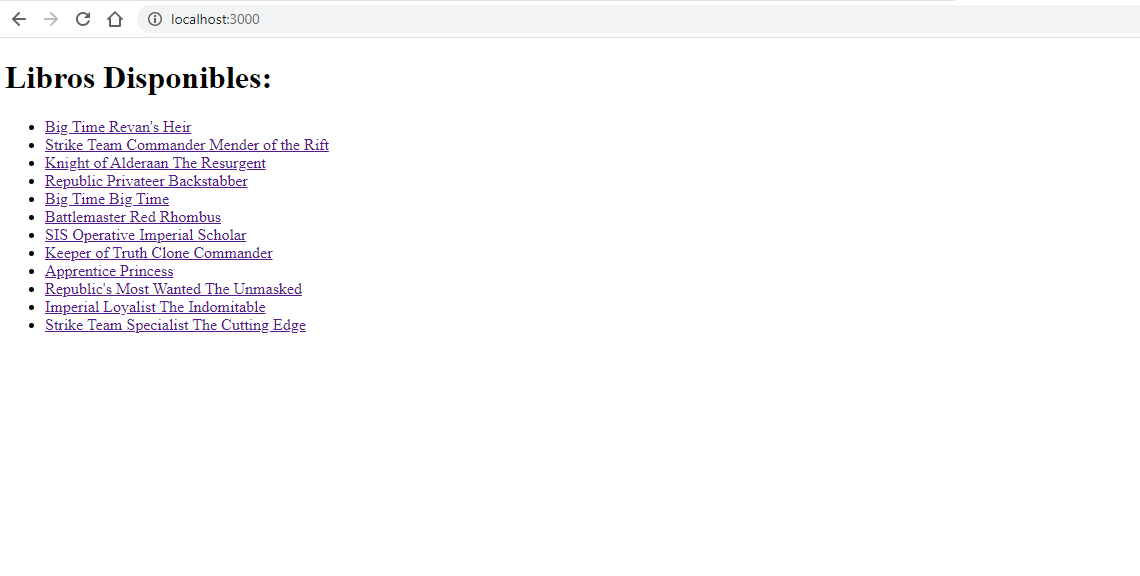 localhost:3000
Libros Disponibles:
Big Time Revan's Heir
Strike Team Commander Mender of the Rift
Knight of Alderaan The Resurgent
Republic Privateer Backstabber
Big Time Big Time
Battlemaster Red Rhombus
SIS Operative Imperial Scholar
Keeper of Truth Clone Commander
Apprentice Princess
Republic's Most Wanted The Unmasked
Imperial Loyalist The Indomitable
Strike Team Specialist The Cutting Edge